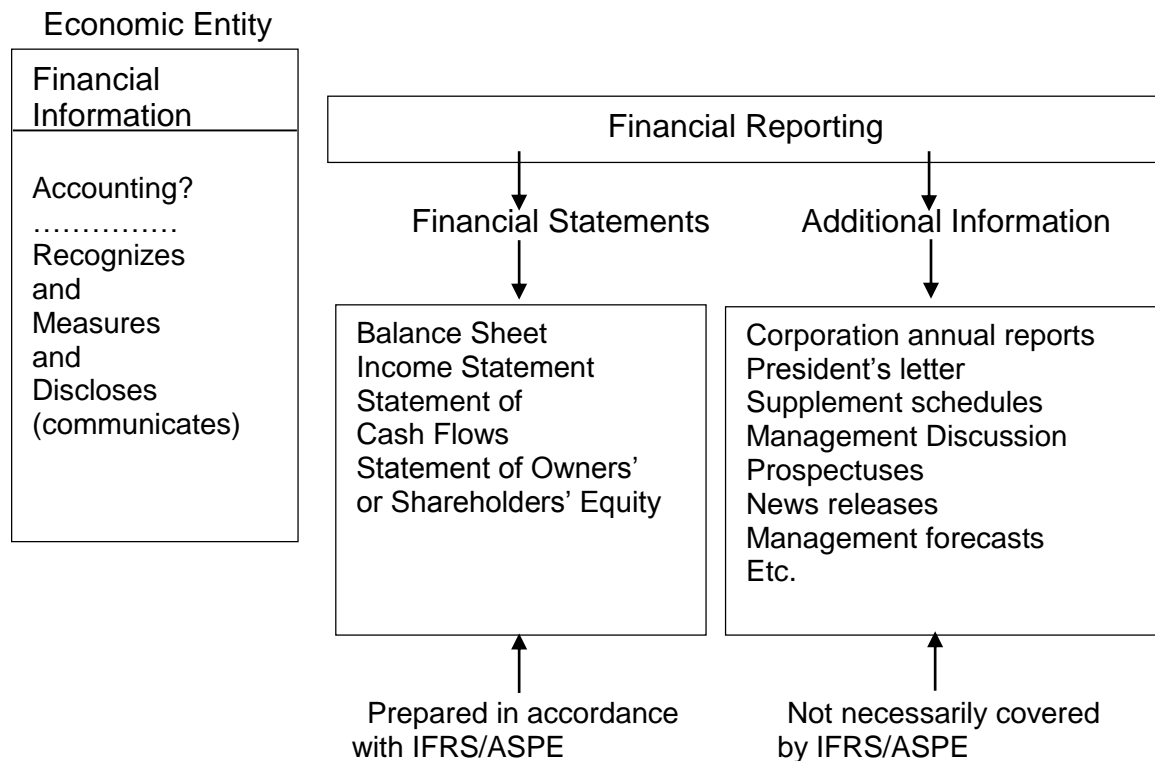 Economic Entity
Financial
Information
Accounting?
……………
Recognizes
and
Measures
and
Discloses
(communicates)
Financial Reporting
Financial Statements
Additional Information
Balance Sheet
Income Statement
Statement of
Cash Flows
Statement of Owners’
or Shareholders’ Equity
Corporation annual reports
President’s letter
Supplement schedules
Management Discussion
Prospectuses
News releases
Management forecasts
Etc.
Prepared in accordance
with IFRS/ASPE
Not necessarily covered
by IFRS/ASPE